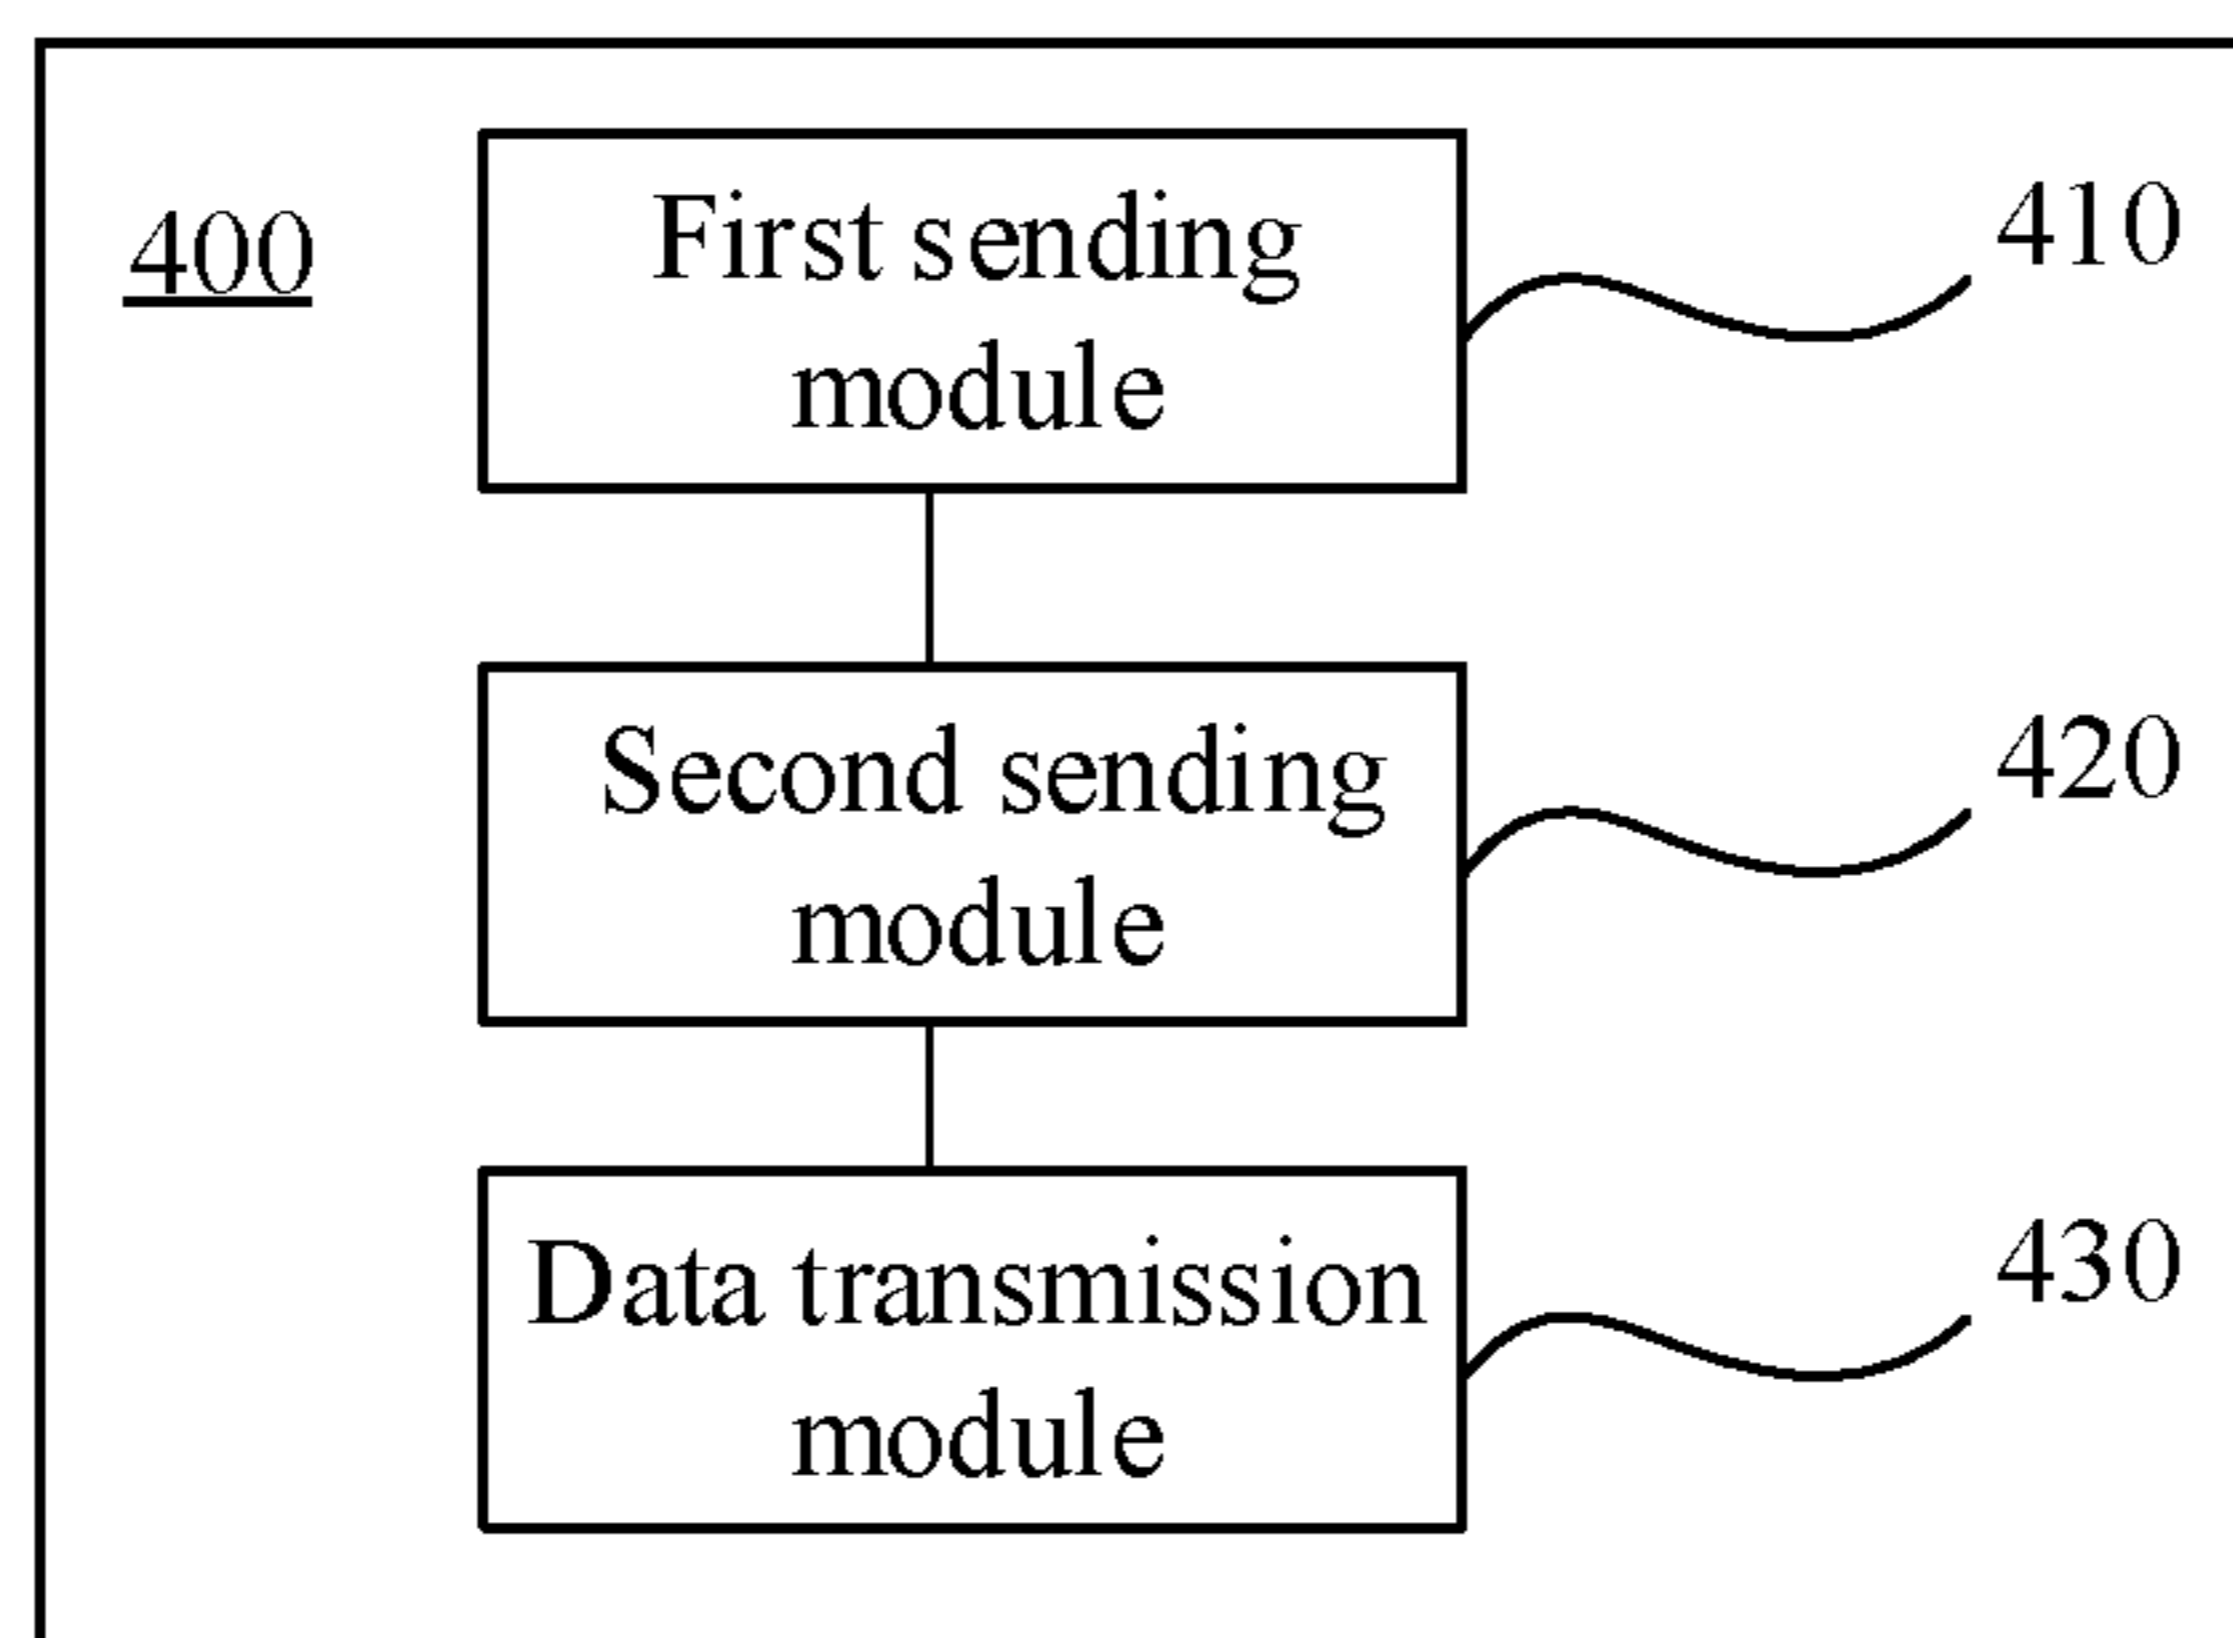 400
First sending
module
410
Second sending
module
420
Data transmission
module
430